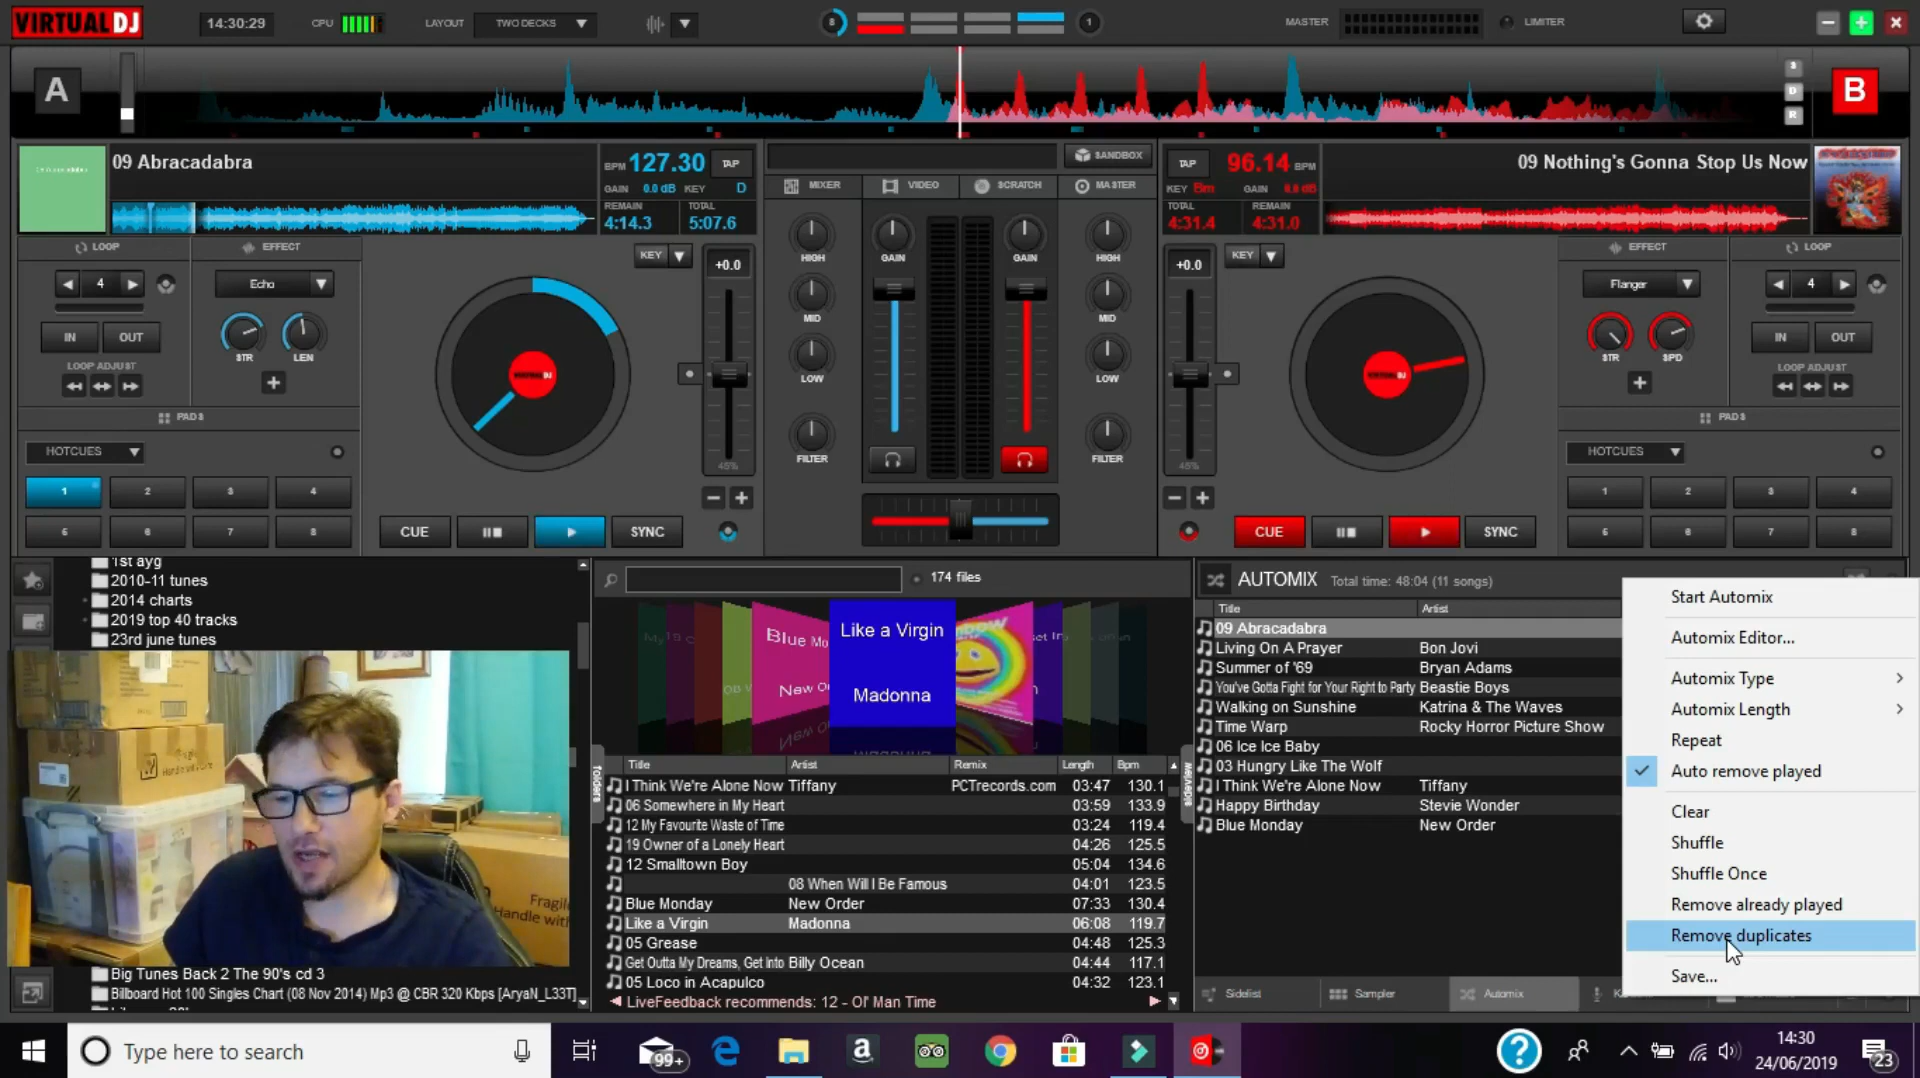 VIRTUAL DJ
14:30:29
CPU
LAYOUT
TWO DECKS
8
1
MASTER
LIMITER
A
S
D
R
B
09 Abracadabra
BPM 127.30
TAP
GAIN 0.0 dB KEY D
REMAIN
4:14.3
TOTAL
5:07.6
SANDBOX
MIXER
VIDEO
SCRATCH
MASTER
TAP
96.14 BPM
KEY Bm GAIN 0.0 dB
TOTAL
4:31.4
REMAIN
4:31.0
09 Nothing's Gonna Stop Us Now
LOOP
4
IN
OUT
LOOP ADJUST
EFFECT
Echo
STR
LEN
KEY
+0.0
45%
HIGH
MID
LOW
FILTER
GAIN
GAIN
HIGH
MID
LOW
FILTER
+0.0
KEY
45%
EFFECT
Flanger
STR
SPD
LOOP
4
IN
OUT
LOOP ADJUST
PADS
HOTCUES
1
2
3
4
5
6
7
8
CUE
SYNC
CUE
SYNC
PADS
HOTCUES
1
2
3
4
5
6
7
8
1st ayg
2010-11 tunes
2014 charts
2019 top 40 tracks
23rd june tunes
Fragile
Handle with
Big Tunes Back 2 The 90's cd 3
Billboard Hot 100 Singles Chart (08 Nov 2014) Mp3 @ CBR 320 Kbps [AryaN_L33T]
folders
174 files
Blue Mo
New Or
Like a Virgin
Madonna
Title Artist Remix Length Bpm
I Think We're Alone Now Tiffany PCTrecords.com 03:47 130.1
06 Somewhere in My Heart 03:59 133.9
12 My Favourite Waste of Time 03:24 119.4
19 Owner of a Lonely Heart 04:26 125.5
12 Smalltown Boy 05:04 134.6
08 When Will I Be Famous 04:01 123.5
Blue Monday New Order 07:33 130.4
Like a Virgin Madonna 06:08 119.7
05 Grease 04:48 125.3
Get Outta My Dreams, Get Into Billy Ocean 04:44 117.1
05 Loco in Acapulco 04:32 123.1
LiveFeedback recommends: 12 - Ol' Man Time
sideview
AUTOMIX Total time: 48:04 (11 songs)
Title Artist
09 Abracadabra
Living On A Prayer Bon Jovi
Summer of '69 Bryan Adams
You've Gotta Fight for Your Right to Party Beastie Boys
Walking on Sunshine Katrina & The Waves
Time Warp Rocky Horror Picture Show
06 Ice Ice Baby
03 Hungry Like The Wolf
I Think We're Alone Now Tiffany
Happy Birthday Stevie Wonder
Blue Monday New Order
Sidelist
Sampler
Automix
Start Automix
Automix Editor...
Automix Type
Automix Length
Repeat
Auto remove played
Clear
Shuffle
Shuffle Once
Remove already played
Remove duplicates
Save...
Type here to search
99+
14:30
24/06/2019
23